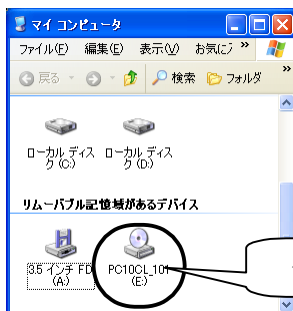 マイ コンピュータ
ファイル(F) 編集(E) 表示(V) お気に »
戻る 検索 フォルダ »
ローカル ディスク (C:) ローカル ディスク (D:)
リムーバブル記憶域があるデバイス
3.5 インチ FD (A:) PC10CL_101 (E:)